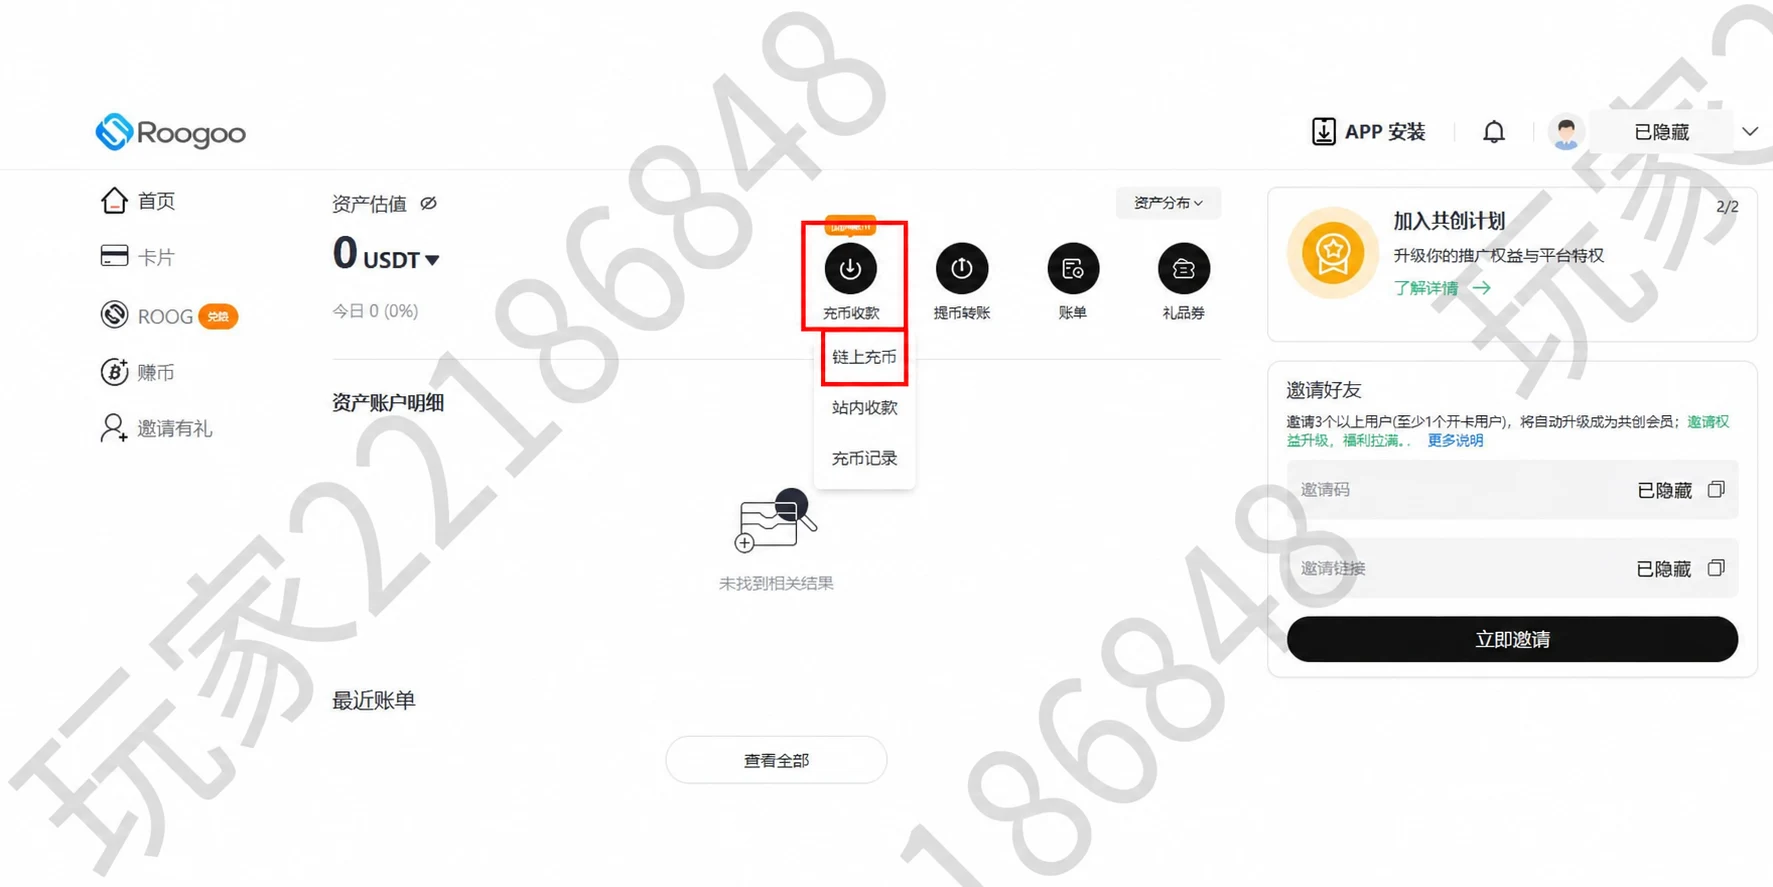 Roogoo
APP 安装
已隐藏
首页
卡片
ROOG 兑换
赚币
邀请有礼
资产估值
资产分布
0 USDT
今日 0 (0%)
充币收款
提币转账
账单
礼品券
链上充币
站内收款
充币记录
资产账户明细
未找到相关结果
最近账单
查看全部
2/2
加入共创计划
升级你的推广权益与平台特权
了解详情 →
邀请好友
邀请3个以上用户(至少1个开卡用户)，将自动升级成为共创会员；邀请权
益升级，福利拉满。. 更多说明
邀请码 已隐藏
邀请链接 已隐藏
立即邀请
玩家22186848
18648
玩家2